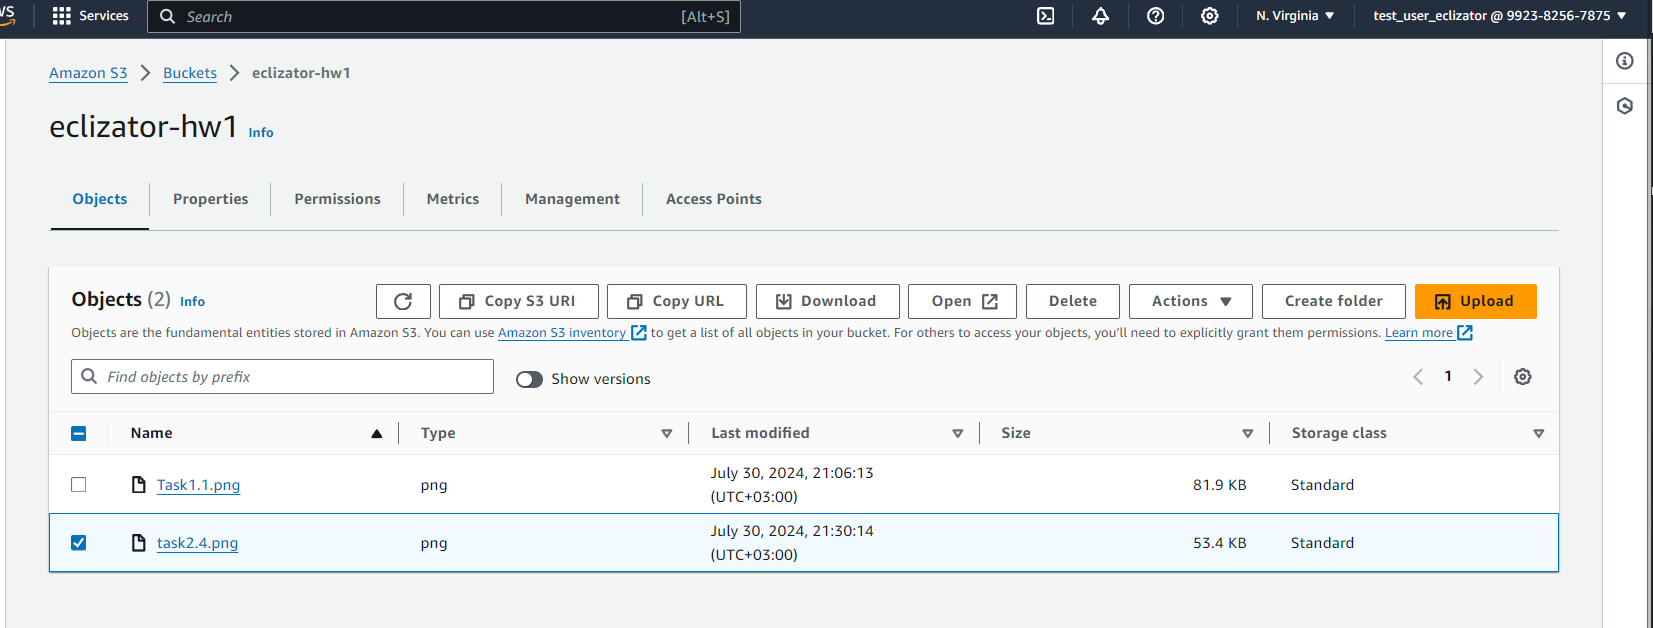 WS Services Search [Alt+S] N. Virginia test_user_eclizator @ 9923-8256-7875
Amazon S3 Buckets eclizator-hw1
eclizator-hw1 Info
Objects Properties Permissions Metrics Management Access Points
Objects (2) Info Copy S3 URI Copy URL Download Open Delete Actions Create folder Upload
Objects are the fundamental entities stored in Amazon S3. You can use Amazon S3 inventory to get a list of all objects in your bucket. For others to access your objects, you’ll need to explicitly grant them permissions. Learn more
Find objects by prefix Show versions 1
Name Type Last modified Size Storage class
Task1.1.png png July 30, 2024, 21:06:13 (UTC+03:00) 81.9 KB Standard
task2.4.png png July 30, 2024, 21:30:14 (UTC+03:00) 53.4 KB Standard